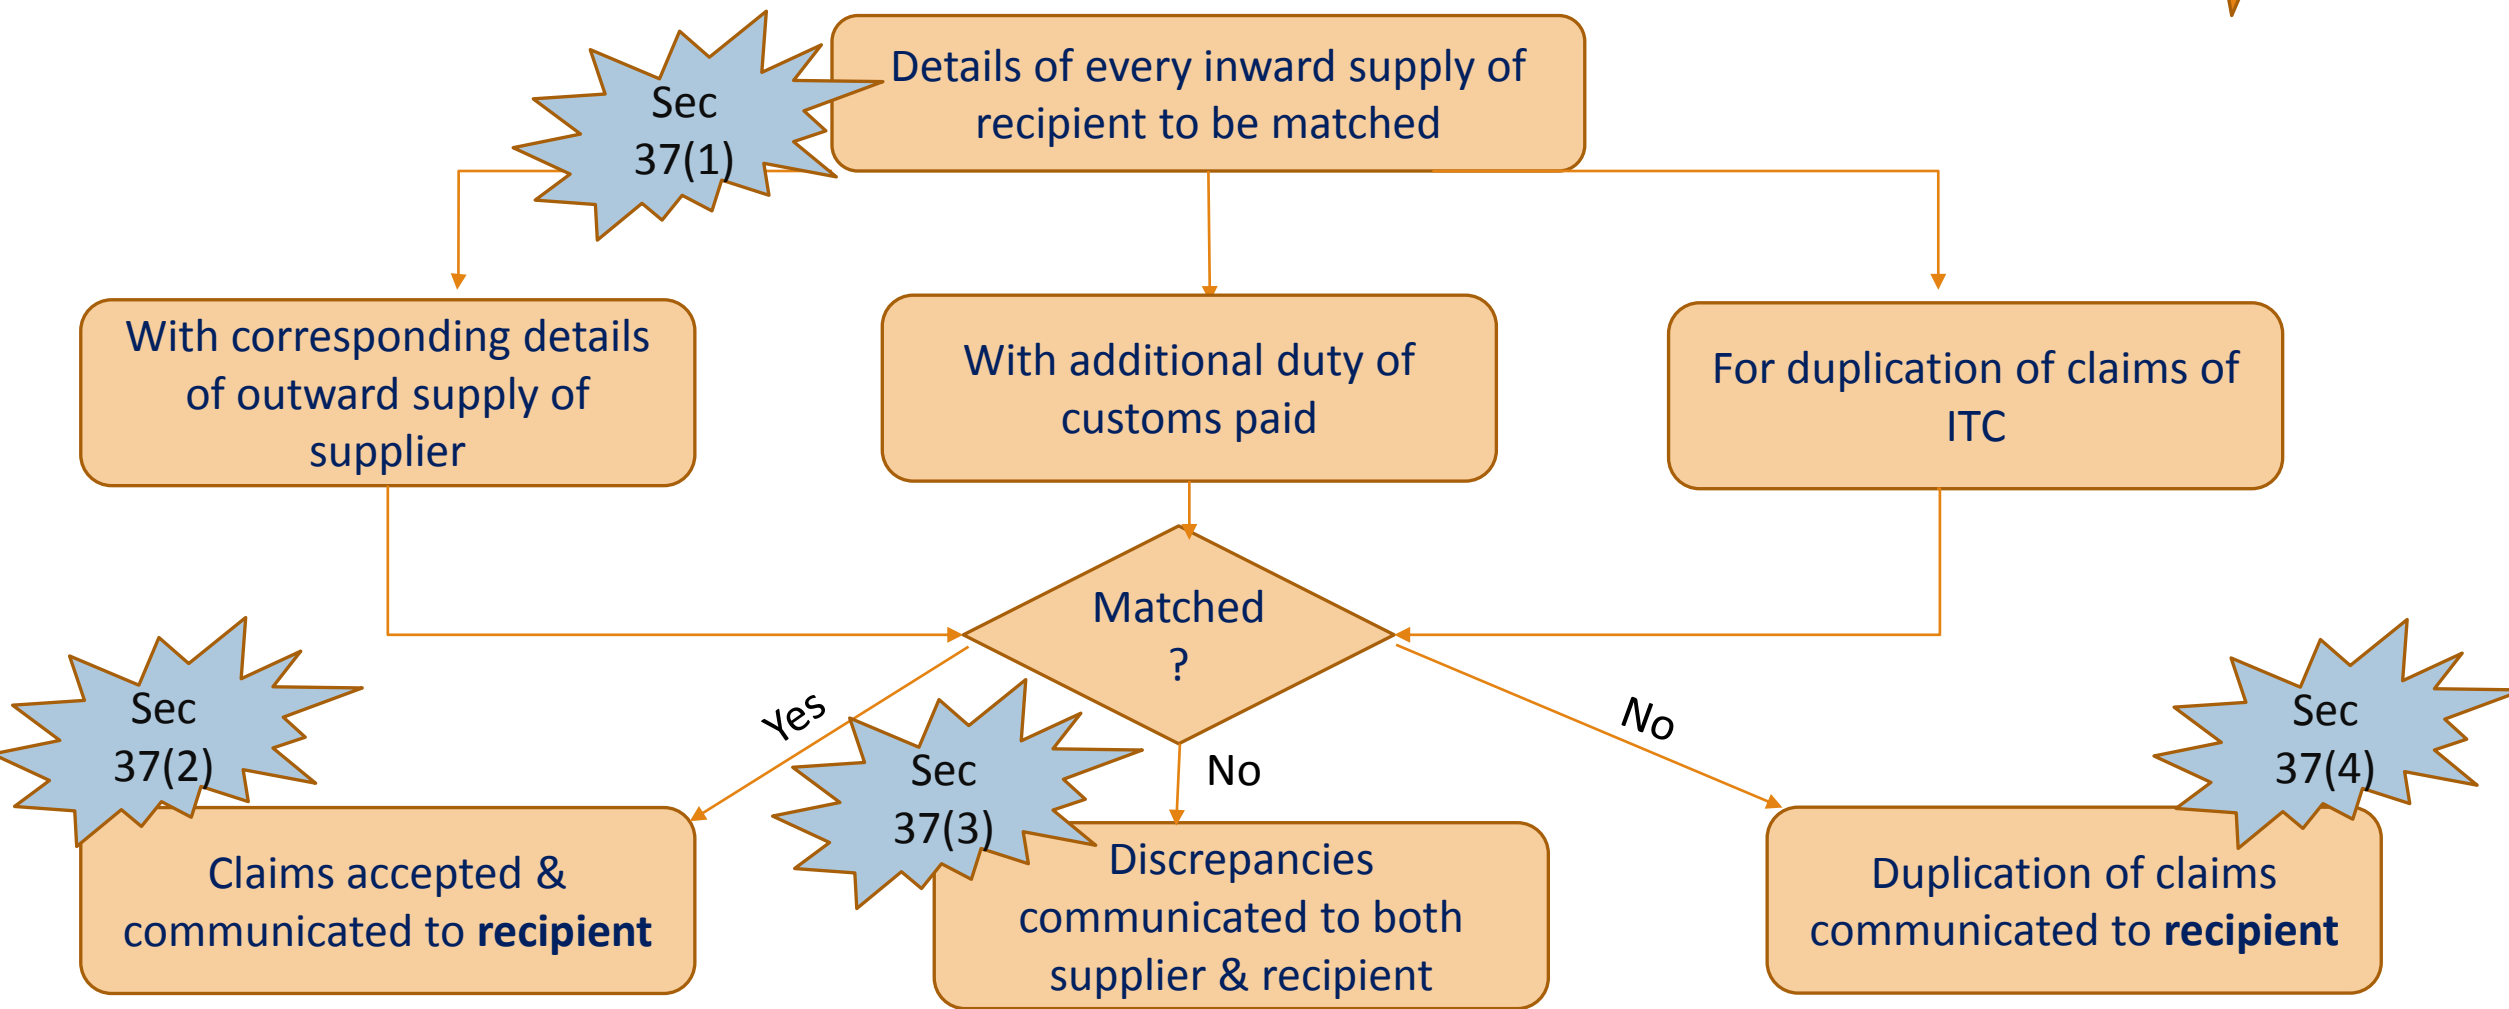 Sec
37(1)
Details of every inward supply of
recipient to be matched
With corresponding details
of outward supply of
supplier
With additional duty of
customs paid
For duplication of claims of
ITC
Matched
?
Yes
No
No
Sec
37(2)
Claims accepted &
communicated to recipient
Sec
37(3)
Discrepancies
communicated to both
supplier & recipient
Sec
37(4)
Duplication of claims
communicated to recipient